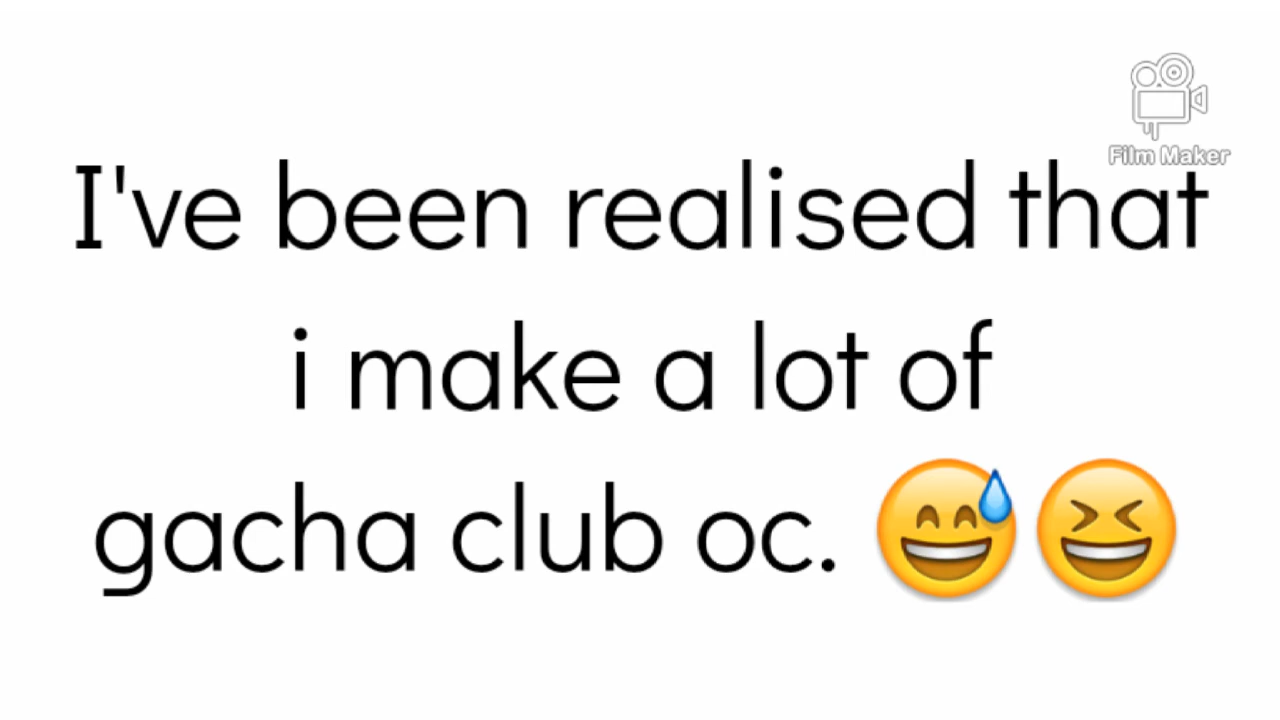 Film Maker
I've been realised that
i make a lot of
gacha club oc. 😅😆